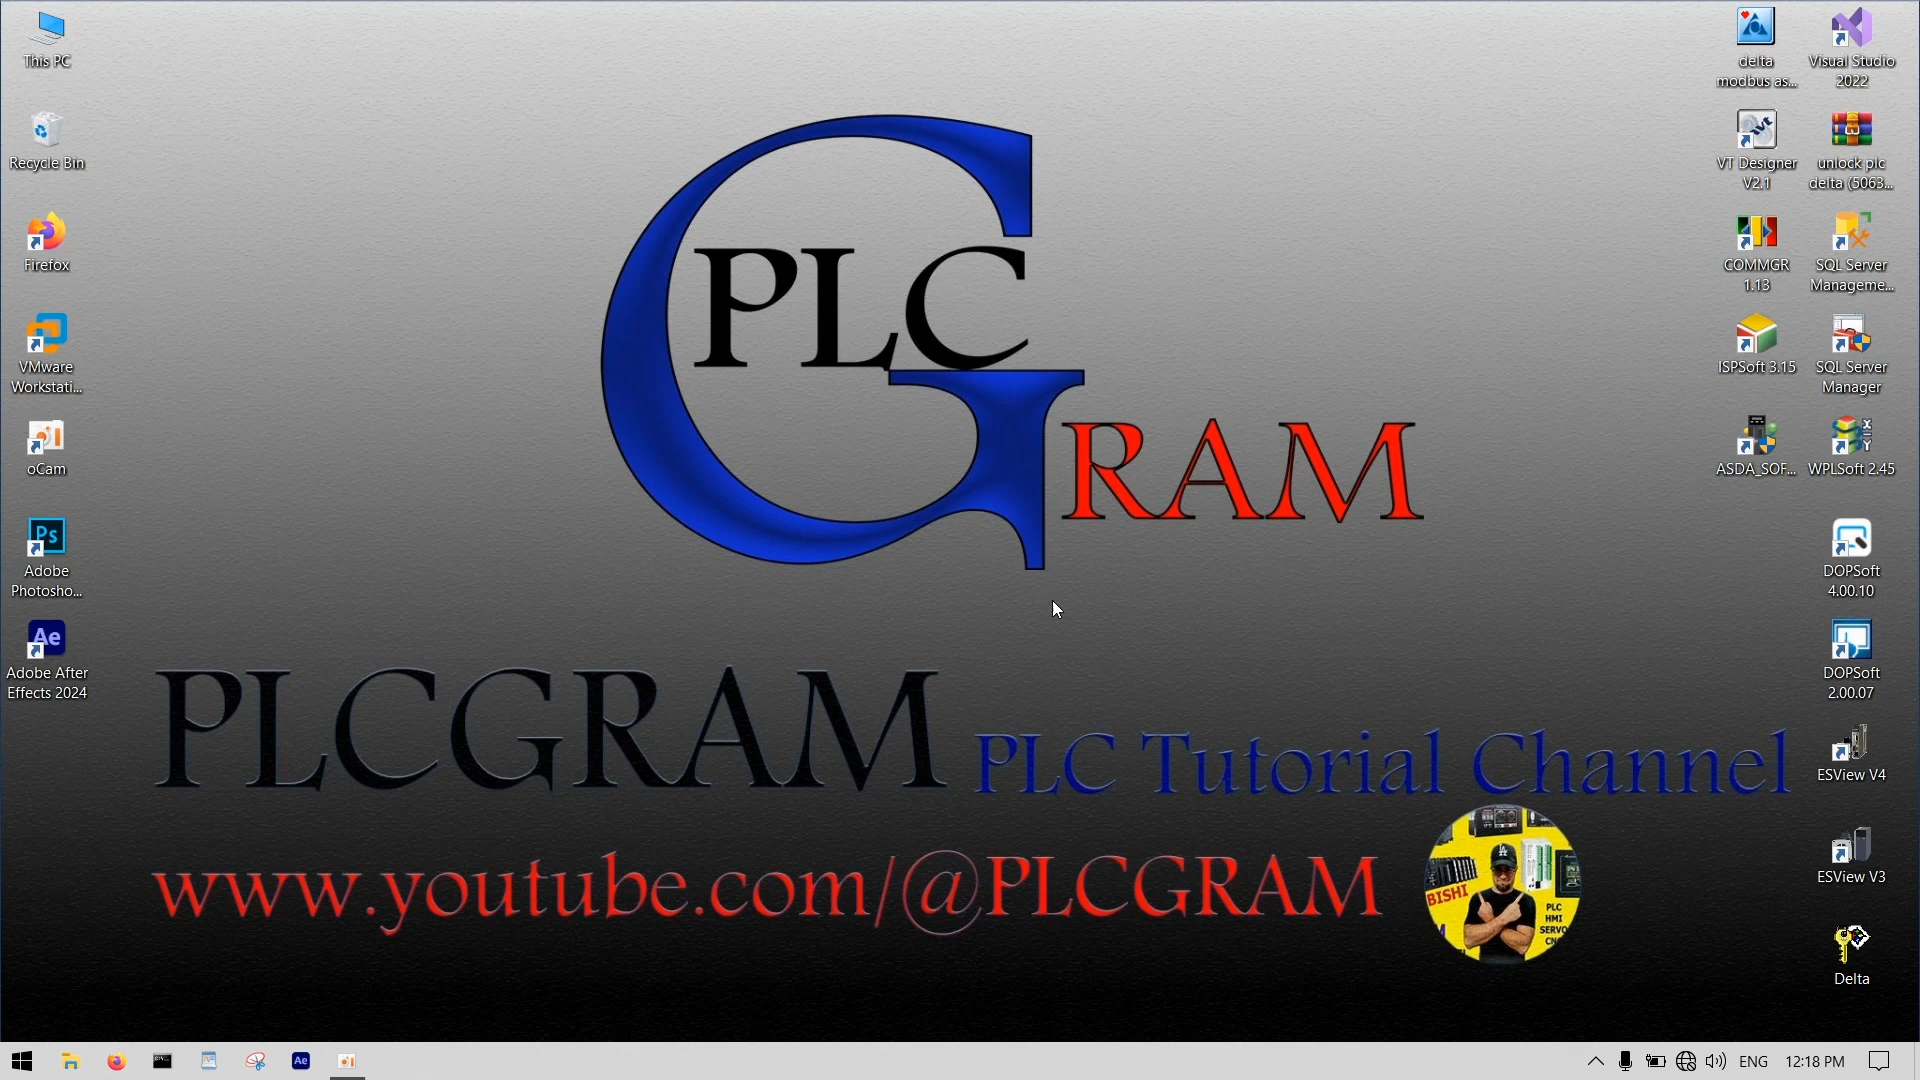 This PC
Recycle Bin
Firefox
VMware
Workstati...
oCam
Ps
Adobe
Photosho...
Ae
Adobe After
Effects 2024
PLC
GRAM
PLCGRAM PLC Tutorial Channel
www.youtube.com/@PLCGRAM
BISHI
PLC
HMI
SERVO
delta
modbus as...
Visual Studio
2022
VT Designer
V2.1
unlock plc
delta (5063...
COMMGR
1.13
SQL Server
Manageme...
ISPSoft 3.15
SQL Server
Manager
ASDA_SOF...
WPLSoft 2.45
DOPSoft
4.00.10
DOPSoft
2.00.07
ESView V4
ESView V3
Delta
Ae
ENG
12:18 PM